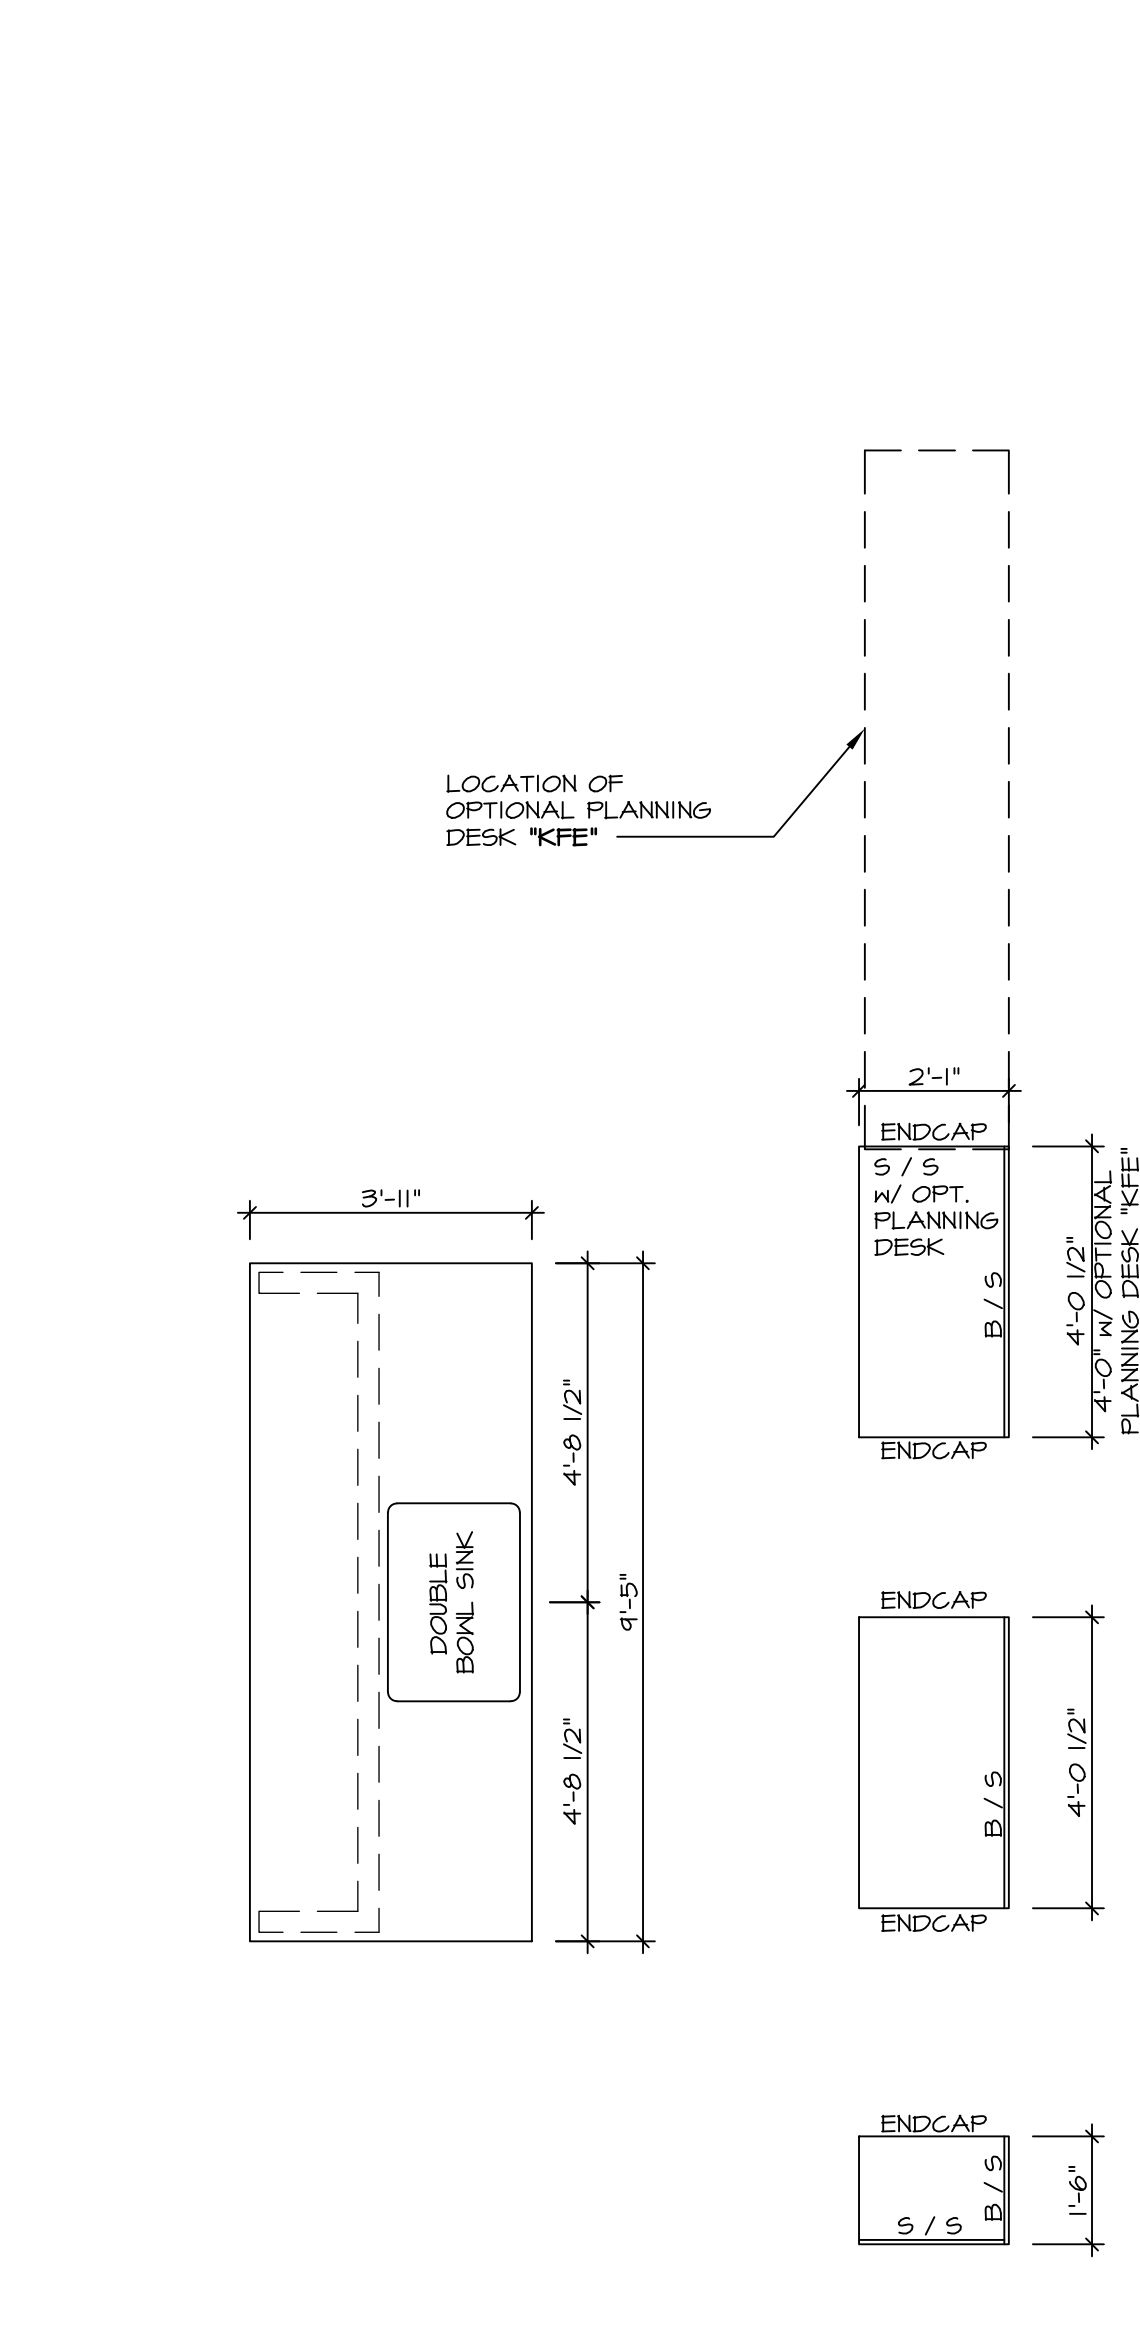 LOCATION OF
OPTIONAL PLANNING
DESK "KFE"
2'-1"
ENDCAP
S / S
W/ OPT.
PLANNING
DESK
B / S
4'-0 1/2"
4'-0" W/ OPTIONAL
PLANNING DESK "KFE"
ENDCAP
3'-11"
4'-8 1/2"
9'-5"
DOUBLE
BOWL SINK
4'-8 1/2"
ENDCAP
B / S
4'-0 1/2"
ENDCAP
ENDCAP
B / S
1'-6"
S / S